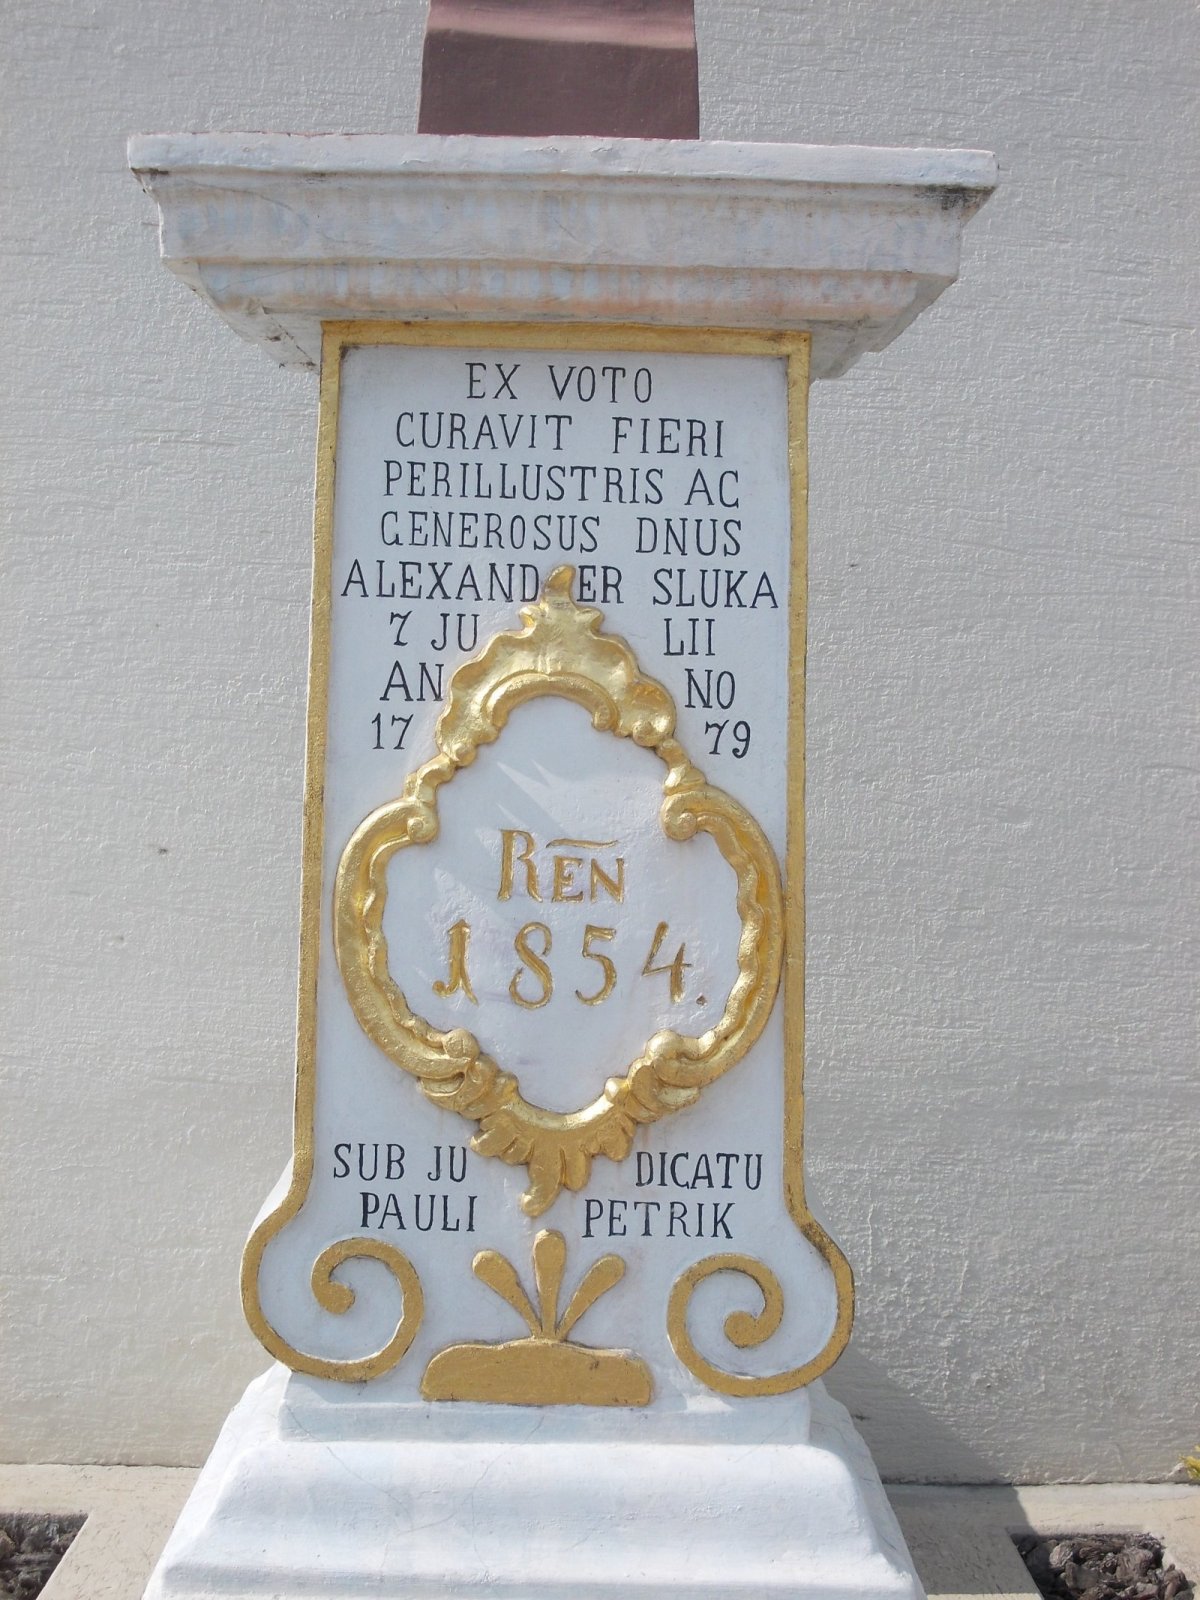 EX VOTO
CURAVIT FIERI
PERILLUSTRIS AC
GENEROSUS DNUS
ALEXANDER SLUKA
7 JULII
ANNO
1779
RēN
1854.
SUB JUDICATU
PAULI PETRIK